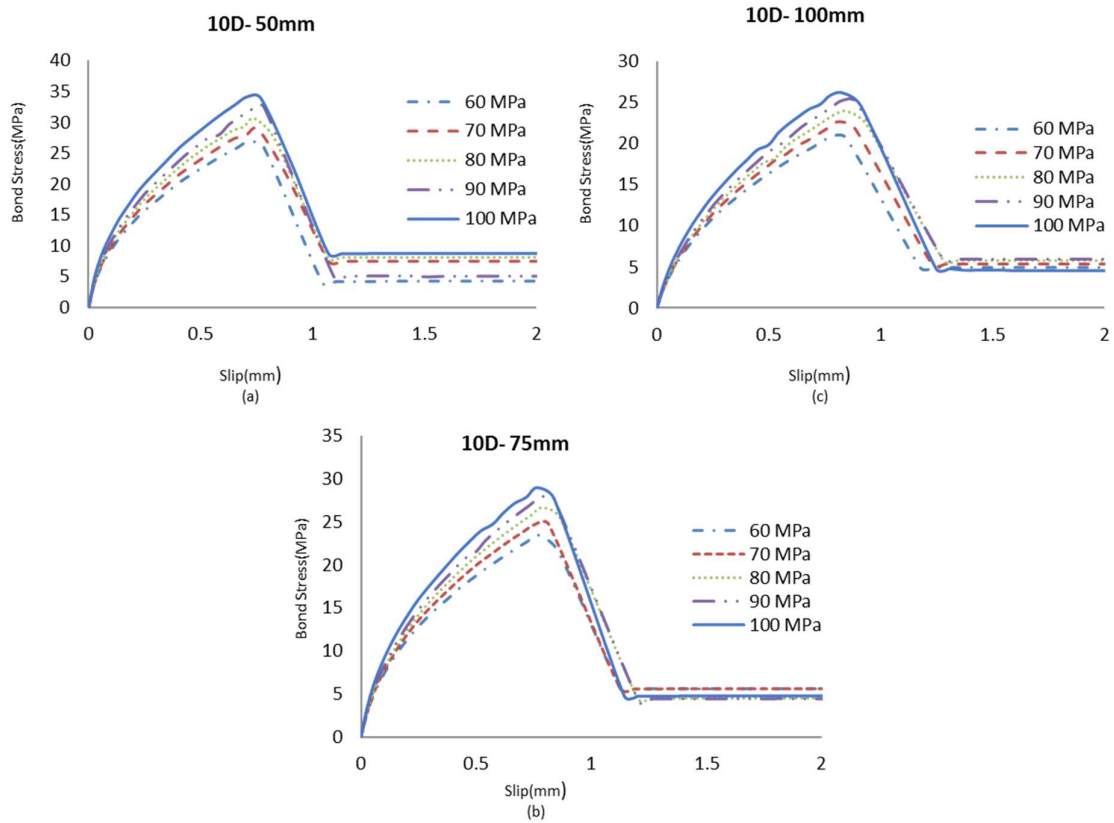 10D- 50mm
Bond Stress(MPa)
40
35
30
25
20
15
10
5
0
0 0.5 1 1.5 2
Slip(mm)
(a)
60 MPa
70 MPa
80 MPa
90 MPa
100 MPa
10D- 100mm
Bond Stress(MPa)
30
25
20
15
10
5
0
0 0.5 1 1.5 2
Slip(mm)
(c)
60 MPa
70 MPa
80 MPa
90 MPa
100 MPa
10D- 75mm
Bond Stress(MPa)
35
30
25
20
15
10
5
0
0 0.5 1 1.5 2
Slip(mm)
(b)
60 MPa
70 MPa
80 MPa
90 MPa
100 MPa